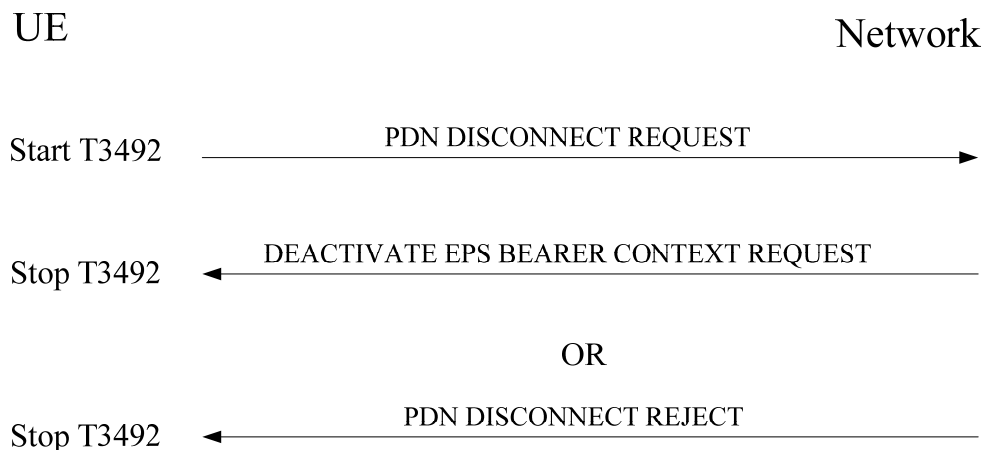 UE
Network
Start T3492
PDN DISCONNECT REQUEST
DEACTIVATE EPS BEARER CONTEXT REQUEST
Stop T3492
OR
PDN DISCONNECT REJECT
Stop T3492